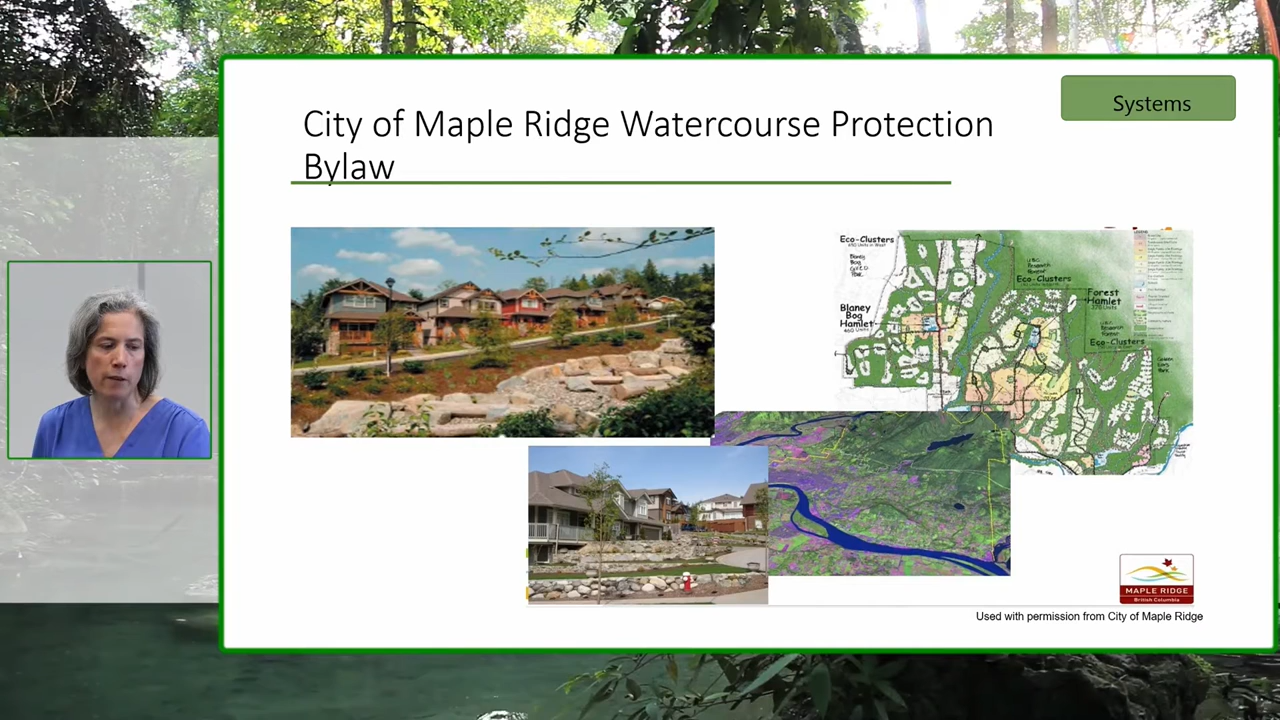 Systems
City of Maple Ridge Watercourse Protection
Bylaw
Eco-Clusters
Eco-Clusters
Forest
Hamlet
Blaney
Bog
Hamlet
Eco-Clusters
MAPLE RIDGE
British Columbia
Used with permission from City of Maple Ridge